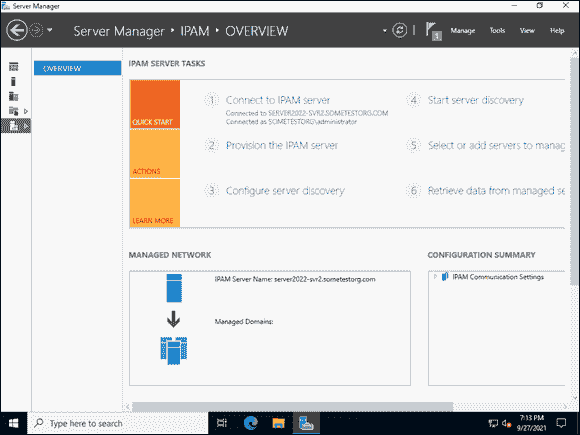 Server Manager
Server Manager ‣ IPAM ‣ OVERVIEW
3
Manage
Tools
View
Help
OVERVIEW
IPAM SERVER TASKS
QUICK START
ACTIONS
LEARN MORE
1 Connect to IPAM server
Connected to SERVER2022-SVR2.SOMETESTORG.COM
Connected as SOMETESTORG\administrator
2 Provision the IPAM server
3 Configure server discovery
4 Start server discovery
5 Select or add servers to manag
6 Retrieve data from managed se
MANAGED NETWORK
IPAM Server Name: server2022-svr2.sometestorg.com
Managed Domains:
CONFIGURATION SUMMARY
IPAM Communication Settings
Type here to search
7:13 PM
9/27/2021